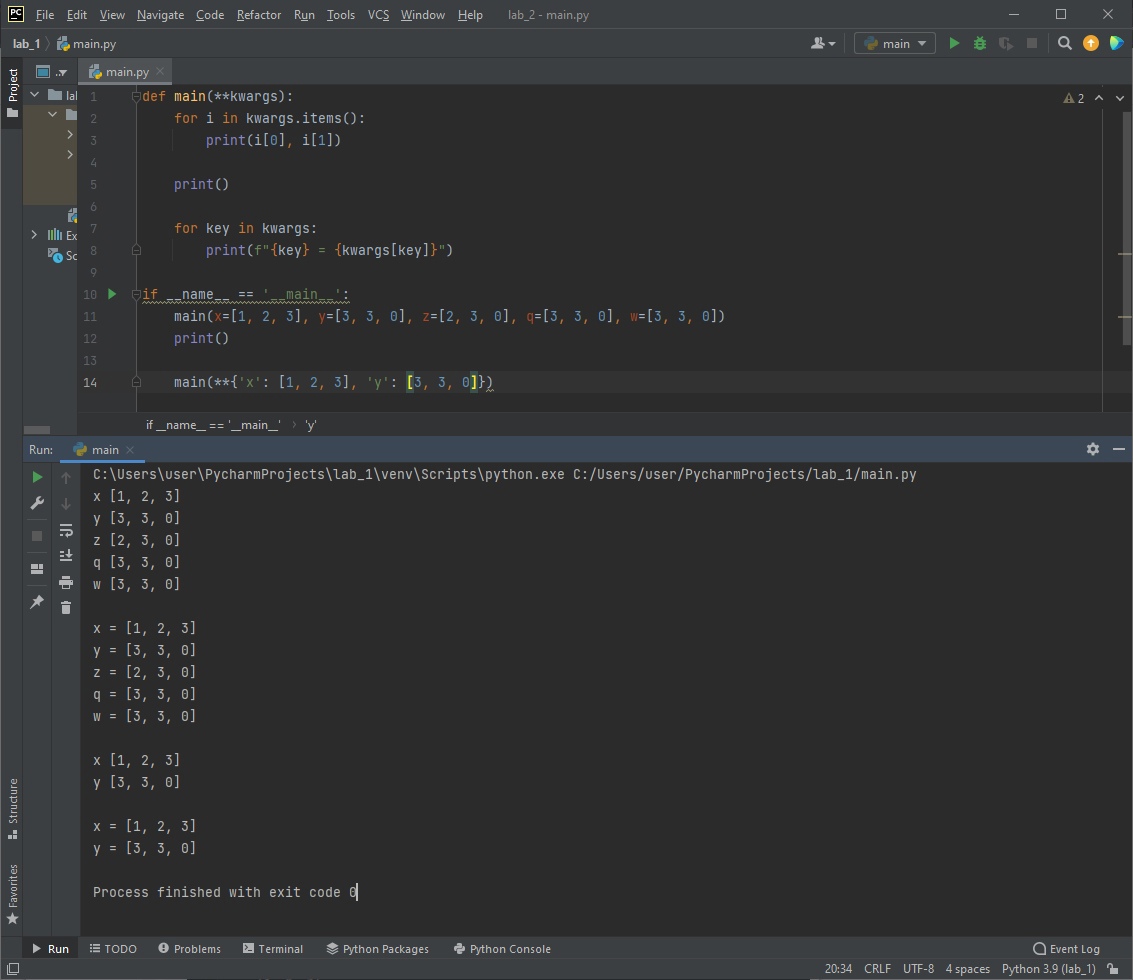 PC File Edit View Navigate Code Refactor Run Tools VCS Window Help lab_2 - main.py
lab_1 main.py main
Project .. main.py
1 def main(**kwargs): 2
2 for i in kwargs.items():
3 print(i[0], i[1])
4
5 print()
6
7 for key in kwargs:
8 print(f"{key} = {kwargs[key]}")
9
10 if __name__ == '__main__':
11 main(x=[1, 2, 3], y=[3, 3, 0], z=[2, 3, 0], q=[3, 3, 0], w=[3, 3, 0])
12 print()
13
14 main(**{'x': [1, 2, 3], 'y': [3, 3, 0]})
lal
Ex
Sc
if __name__ == '__main__' › 'y'
Run: main
C:\Users\user\PycharmProjects\lab_1\venv\Scripts\python.exe C:/Users/user/PycharmProjects/lab_1/main.py
x [1, 2, 3]
y [3, 3, 0]
z [2, 3, 0]
q [3, 3, 0]
w [3, 3, 0]
x = [1, 2, 3]
y = [3, 3, 0]
z = [2, 3, 0]
q = [3, 3, 0]
w = [3, 3, 0]
x [1, 2, 3]
y [3, 3, 0]
x = [1, 2, 3]
y = [3, 3, 0]
Process finished with exit code 0
Structure
Favorites
Run TODO Problems Terminal Python Packages Python Console Event Log
20:34 CRLF UTF-8 4 spaces Python 3.9 (lab_1)